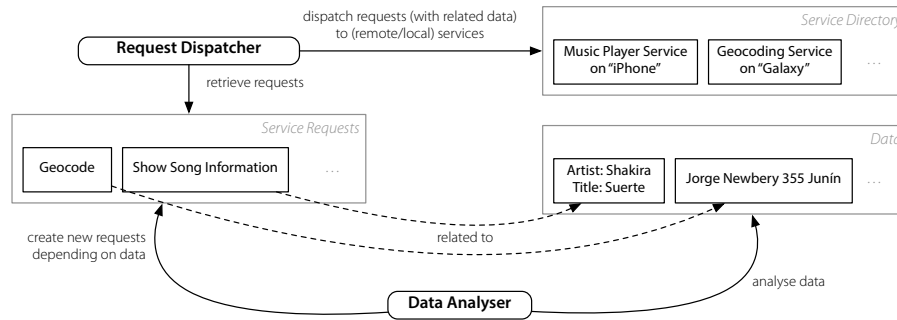 dispatch requests (with related data)
to (remote/local) services
Service Directory
Request Dispatcher
Music Player Service
on "iPhone"
Geocoding Service
on "Galaxy"
...
retrieve requests
Service Requests
Geocode
Show Song Information
...
Data
Artist: Shakira
Title: Suerte
Jorge Newbery 355 Junín
...
create new requests
depending on data
related to
analyse data
Data Analyser